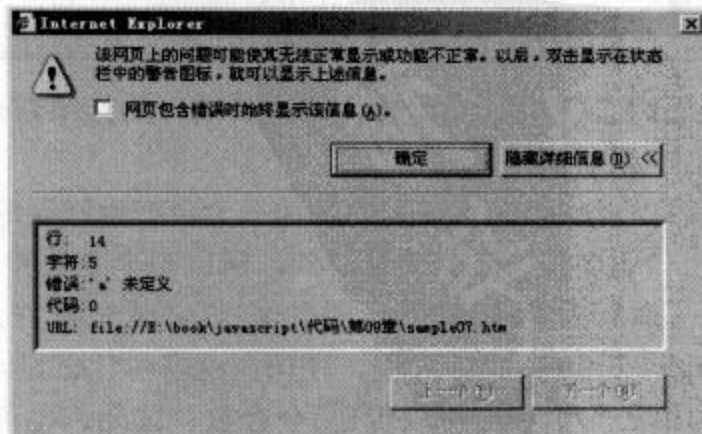 Internet Explorer
该网页上的问题可能使其无法正常显示或功能不正常。以后，双击显示在状态
栏中的警告图标，就可以显示上述信息。
网页包含错误时始终显示该信息(A)。
确定
隐藏详细信息(D) <<
行: 14
字符:5
错误:'a' 未定义
代码:0
URL: file://E:\book\javascript\代码\第09章\sample07.htm
上一个(P)
下一个(N)